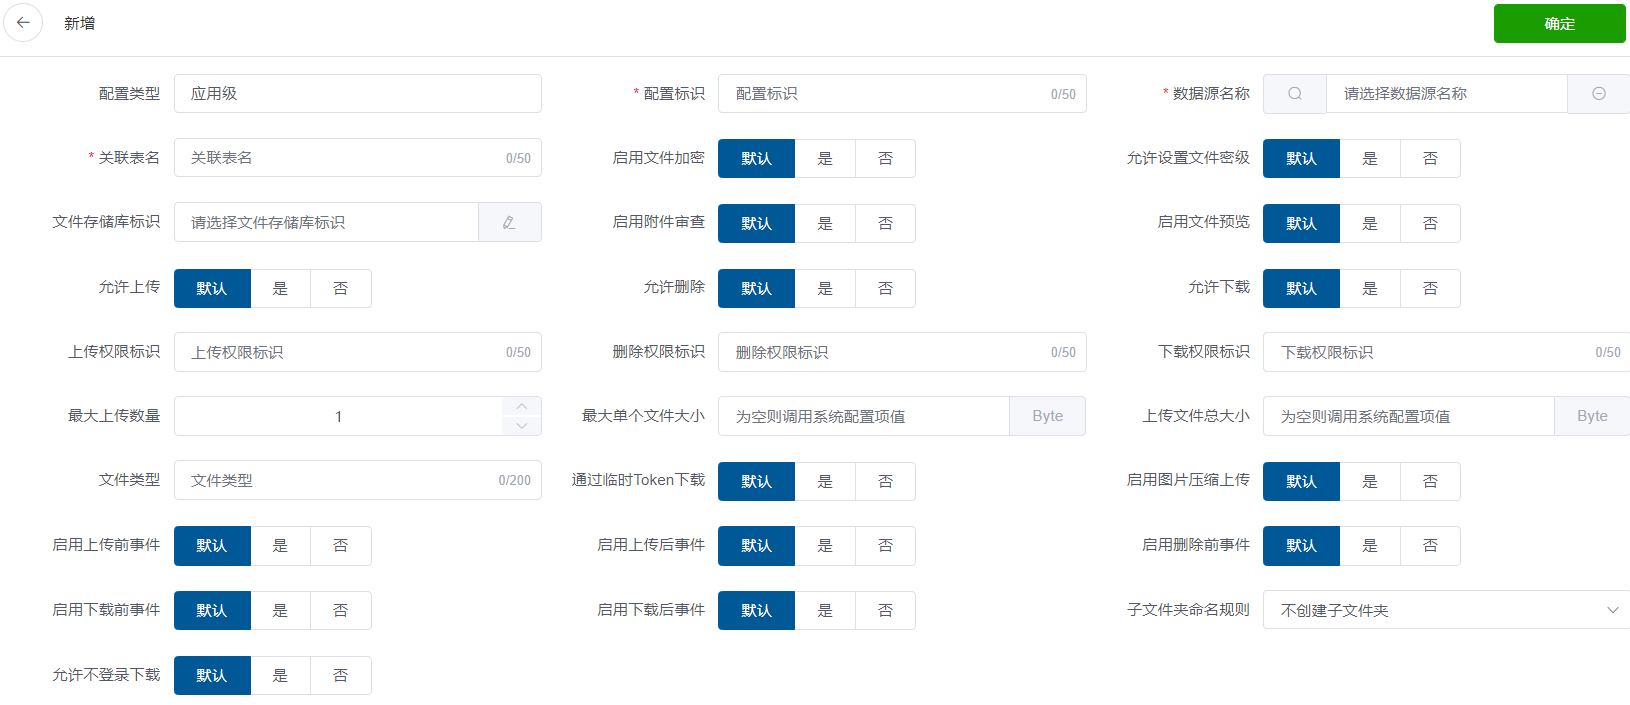 新增
确定
配置类型 应用级 * 配置标识 配置标识 0/50 * 数据源名称 请选择数据源名称
* 关联表名 关联表名 0/50 启用文件加密 默认 是 否 允许设置文件密级 默认 是 否
文件存储库标识 请选择文件存储库标识 启用附件审查 默认 是 否 启用文件预览 默认 是 否
允许上传 默认 是 否 允许删除 默认 是 否 允许下载 默认 是 否
上传权限标识 上传权限标识 0/50 删除权限标识 删除权限标识 0/50 下载权限标识 下载权限标识 0/50
最大上传数量 1 最大单个文件大小 为空则调用系统配置项值 Byte 上传文件总大小 为空则调用系统配置项值 Byte
文件类型 文件类型 0/200 通过临时Token下载 默认 是 否 启用图片压缩上传 默认 是 否
启用上传前事件 默认 是 否 启用上传后事件 默认 是 否 启用删除前事件 默认 是 否
启用下载前事件 默认 是 否 启用下载后事件 默认 是 否 子文件夹命名规则 不创建子文件夹
允许不登录下载 默认 是 否